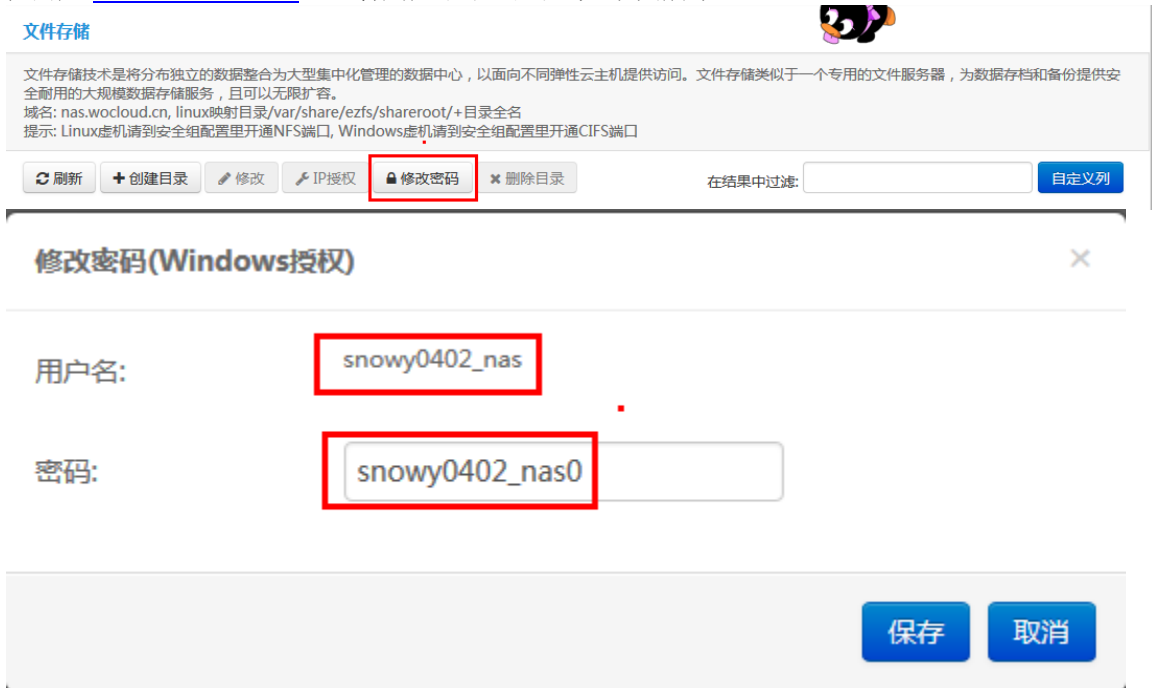 文件存储
文件存储技术是将分布独立的数据整合为大型集中化管理的数据中心，以面向不同弹性云主机提供访问。文件存储类似于一个专用的文件服务器，为数据存档和备份提供安
全耐用的大规模数据存储服务，且可以无限扩容。
域名: nas.wocloud.cn, linux映射目录/var/share/ezfs/shareroot/+目录全名
提示: Linux虚机请到安全组配置里开通NFS端口, Windows虚机请到安全组配置里开通CIFS端口
刷新 创建目录 修改 IP授权 修改密码 删除目录 在结果中过滤: 自定义列
修改密码(Windows授权)
用户名: snowy0402_nas
密码: snowy0402_nas0
保存 取消